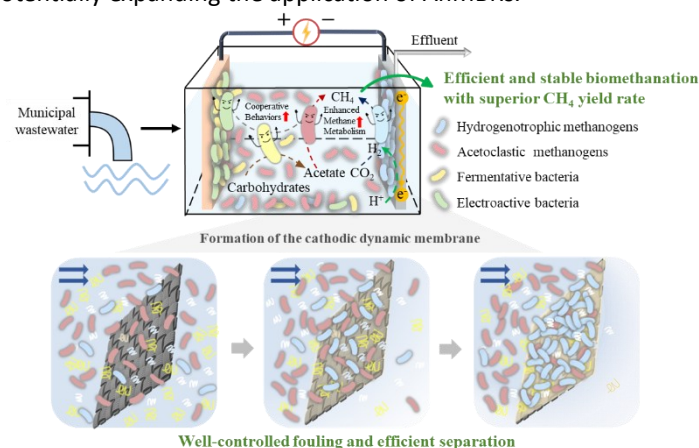 potentially expanding the application of AnMBRs.
+ −
Effluent
Municipal
wastewater
Cooperative
Behaviors
CH4
Enhanced
Methane
Metabolism
e-
H2
Carbohydrates
Acetate
CO2
H+
e-
Efficient and stable biomethanation
with superior CH4 yield rate
Hydrogenotrophic methanogens
Acetoclastic methanogens
Fermentative bacteria
Electroactive bacteria
Formation of the cathodic dynamic membrane
Well-controlled fouling and efficient separation